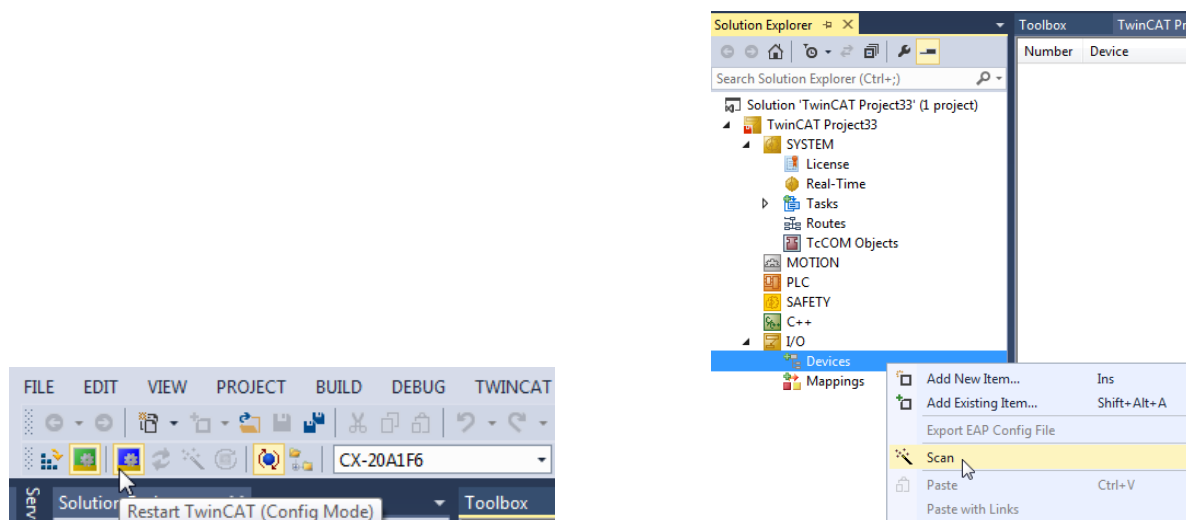 FILE EDIT VIEW PROJECT BUILD DEBUG TWINCAT
CX-20A1F6
Solution
Toolbox
Restart TwinCAT (Config Mode)
Solution Explorer
Toolbox
TwinCAT Pr
Search Solution Explorer (Ctrl+;)
Number Device
Solution 'TwinCAT Project33' (1 project)
TwinCAT Project33
SYSTEM
License
Real-Time
Tasks
Routes
TcCOM Objects
MOTION
PLC
SAFETY
C++
I/O
Devices
Mappings
Add New Item... Ins
Add Existing Item... Shift+Alt+A
Export EAP Config File
Scan
Paste Ctrl+V
Paste with Links